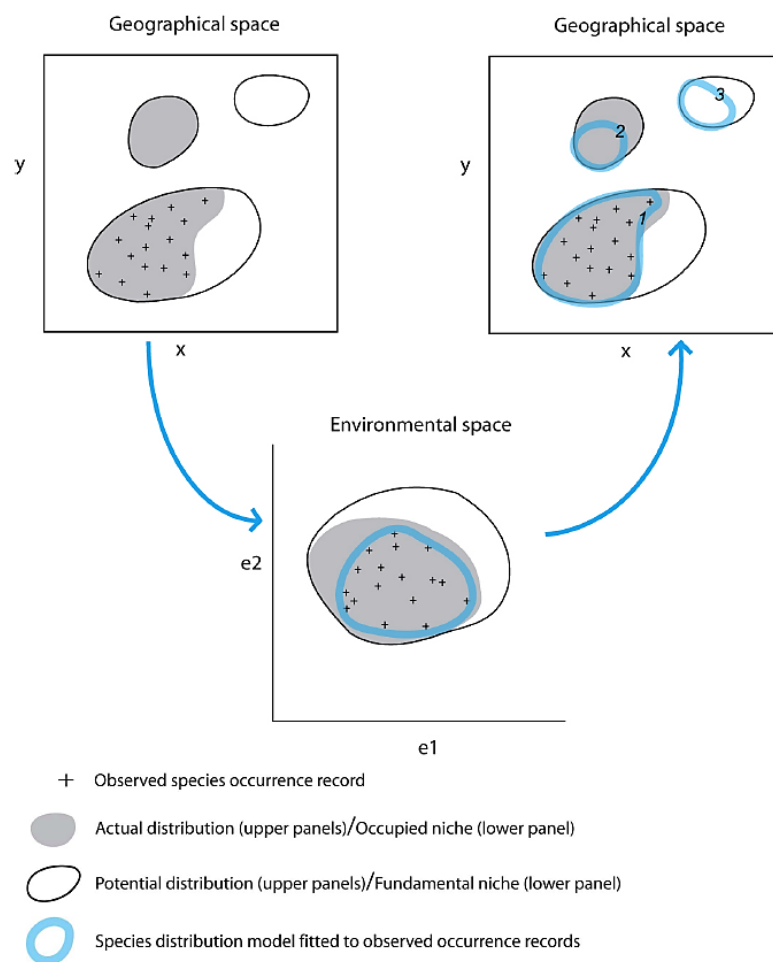 Geographical space
Geographical space
y
x
y
1
2
3
x
Environmental space
e2
e1
+ Observed species occurrence record
Actual distribution (upper panels)/Occupied niche (lower panel)
Potential distribution (upper panels)/Fundamental niche (lower panel)
Species distribution model fitted to observed occurrence records